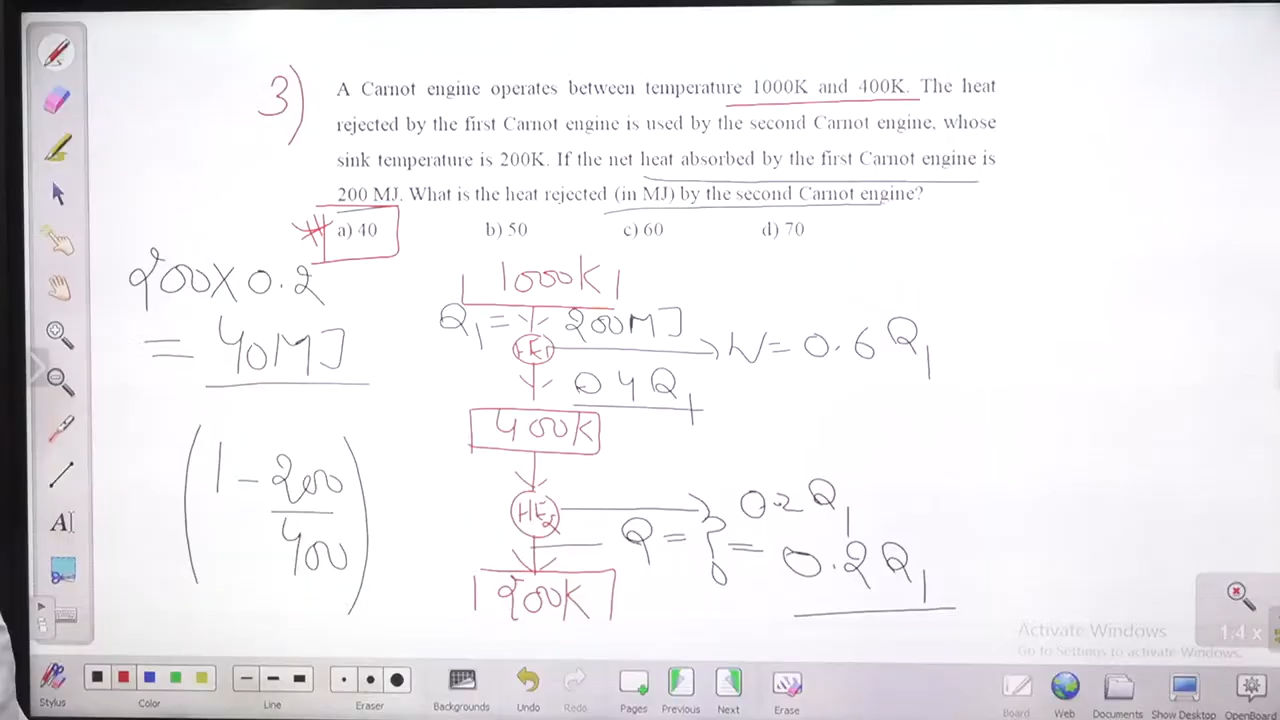 3)
A Carnot engine operates between temperature 1000K and 400K. The heat
rejected by the first Carnot engine is used by the second Carnot engine, whose
sink temperature is 200K. If the net heat absorbed by the first Carnot engine is
200 MJ. What is the heat rejected (in MJ) by the second Carnot engine?
a) 40 b) 50 c) 60 d) 70
200 X 0.2
= 40MJ
1000K
Q1 = 200MJ
HE1
W = 0.6 Q1
0 4 Q1
400K
(1 - 200/400)
HE2
0.2Q1
Q = ? = 0.2Q1
200K
Activate Windows
Go to Settings to activate Windows.
1.4 x
Stylus
Color
Line
Eraser
Backgrounds
Undo
Redo
Pages
Previous
Next
Erase
Board
Web
Documents
Show Desktop
OpenBoard